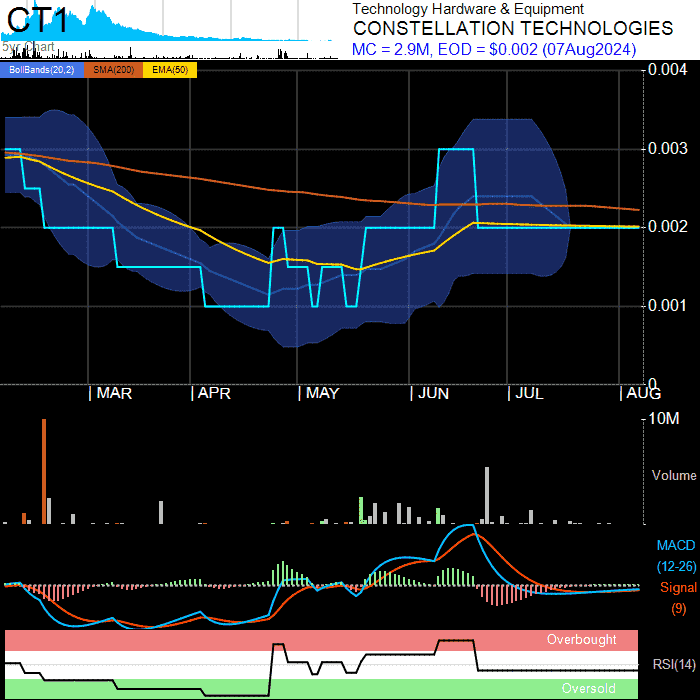 CT1
Technology Hardware & Equipment
CONSTELLATION TECHNOLOGIES
MC = 2.9M, EOD = $0.002 (07Aug2024)
5yr Chart
BollBands(20,2) SMA(200) EMA(50)
0.004
0.003
0.002
0.001
0
MAR APR MAY JUN JUL AUG
10M
Volume
MACD
(12-26)
Signal
(9)
Overbought
RSI(14)
Oversold